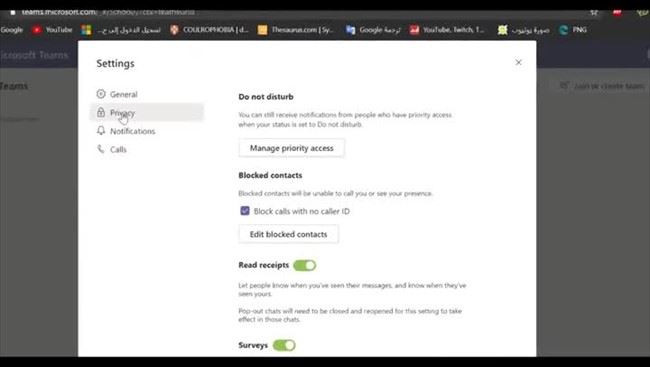 teams.microsoft.com
Google YouTube تسجيل الدخول إلى ح... COULROPHOBIA | d... Thesaurus.com | Sy... ترجمة Google YouTube, Twitch, T... صورة يوتيوب PNG
Microsoft Teams
Settings
Teams
Join or create team
General
Privacy
Notifications
Calls
Do not disturb
You can still receive notifications from people who have priority access
when your status is set to Do not disturb.
Manage priority access
Blocked contacts
Blocked contacts will be unable to call you or see your presence.
Block calls with no caller ID
Edit blocked contacts
Read receipts
Let people know when you've seen their messages, and know when they've
seen yours.
Pop-out chats will need to be closed and reopened for this setting to take
effect in those chats.
Surveys